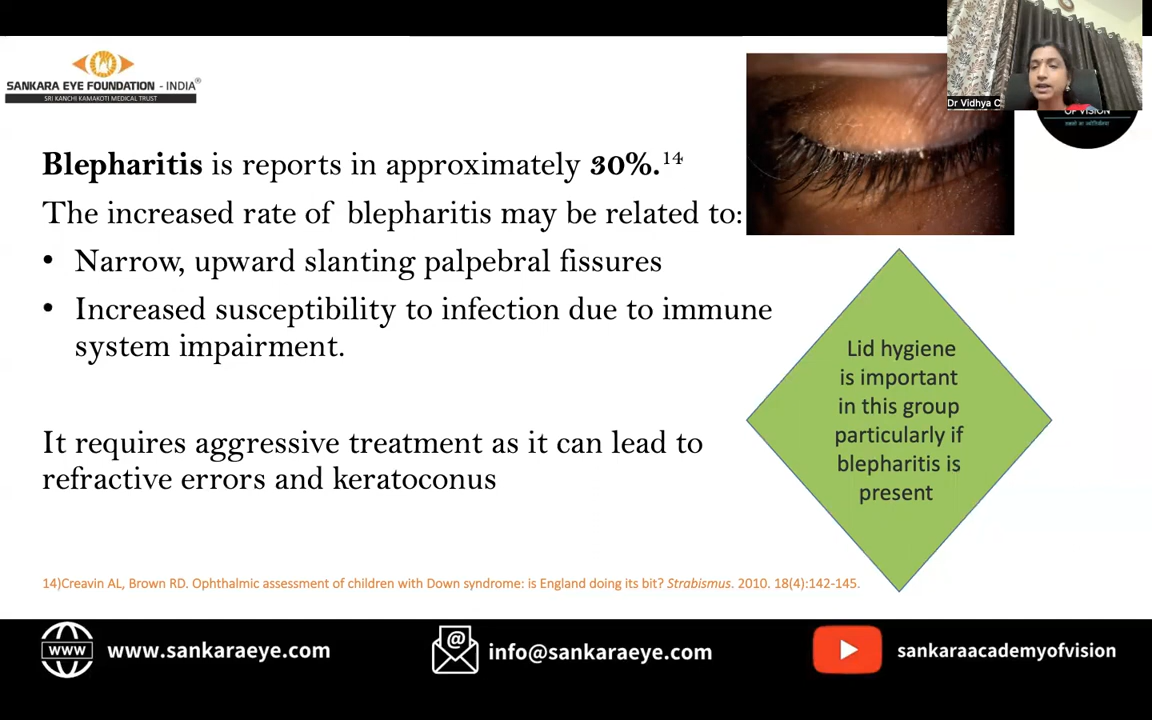 SANKARA EYE FOUNDATION - INDIA®
SRI KANCHI KAMAKOTI MEDICAL TRUST
Dr Vidhya C
OF VISION
Blepharitis is reports in approximately 30%.14
The increased rate of blepharitis may be related to:
• Narrow, upward slanting palpebral fissures
• Increased susceptibility to infection due to immune
system impairment.
It requires aggressive treatment as it can lead to
refractive errors and keratoconus
Lid hygiene
is important
in this group
particularly if
blepharitis is
present
14)Creavin AL, Brown RD. Ophthalmic assessment of children with Down syndrome: is England doing its bit? Strabismus. 2010. 18(4):142-145.
WWW
www.sankaraeye.com
@
info@sankaraeye.com
sankaraacademyofvision